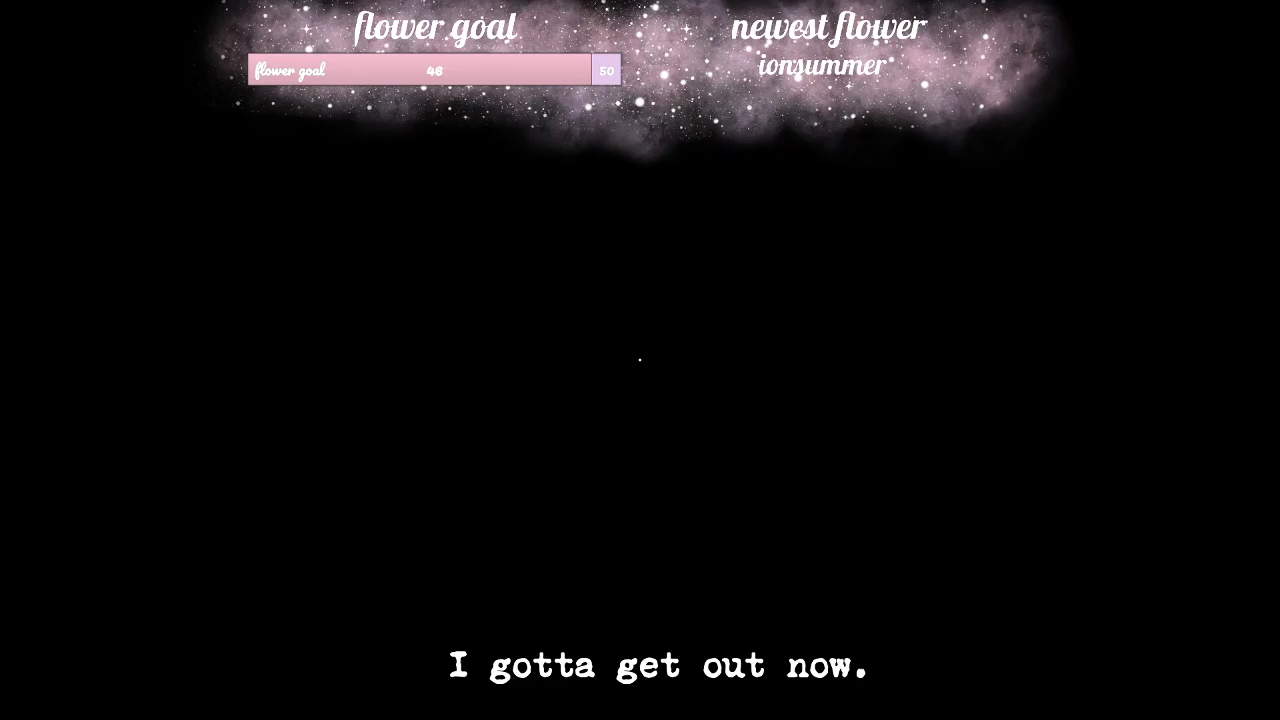 flower goal
newest flower
ionsummer
flower goal 46 50
I gotta get out now.